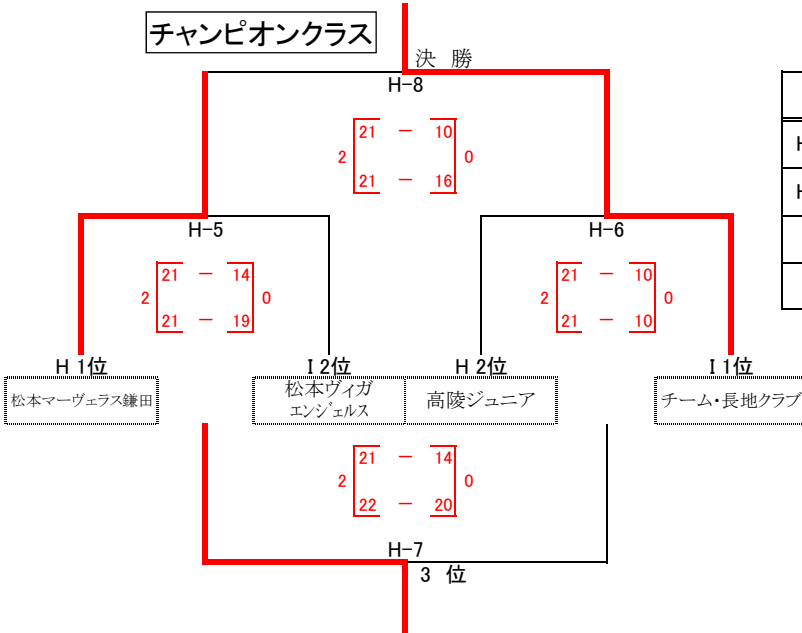 チャンピオンクラス
決 勝
H-8
21 － 10
2 0
21 － 16
H
H
H-5
H-6
21 － 14
2 0
21 － 19
21 － 10
2 0
21 － 10
H 1位
I 2位
H 2位
I 1位
松本マーヴェラス鎌田
松本ヴィガ
エンジェルス
高陵ジュニア
チーム・長地クラブ
21 － 14
2 0
22 － 20
H-7
3 位